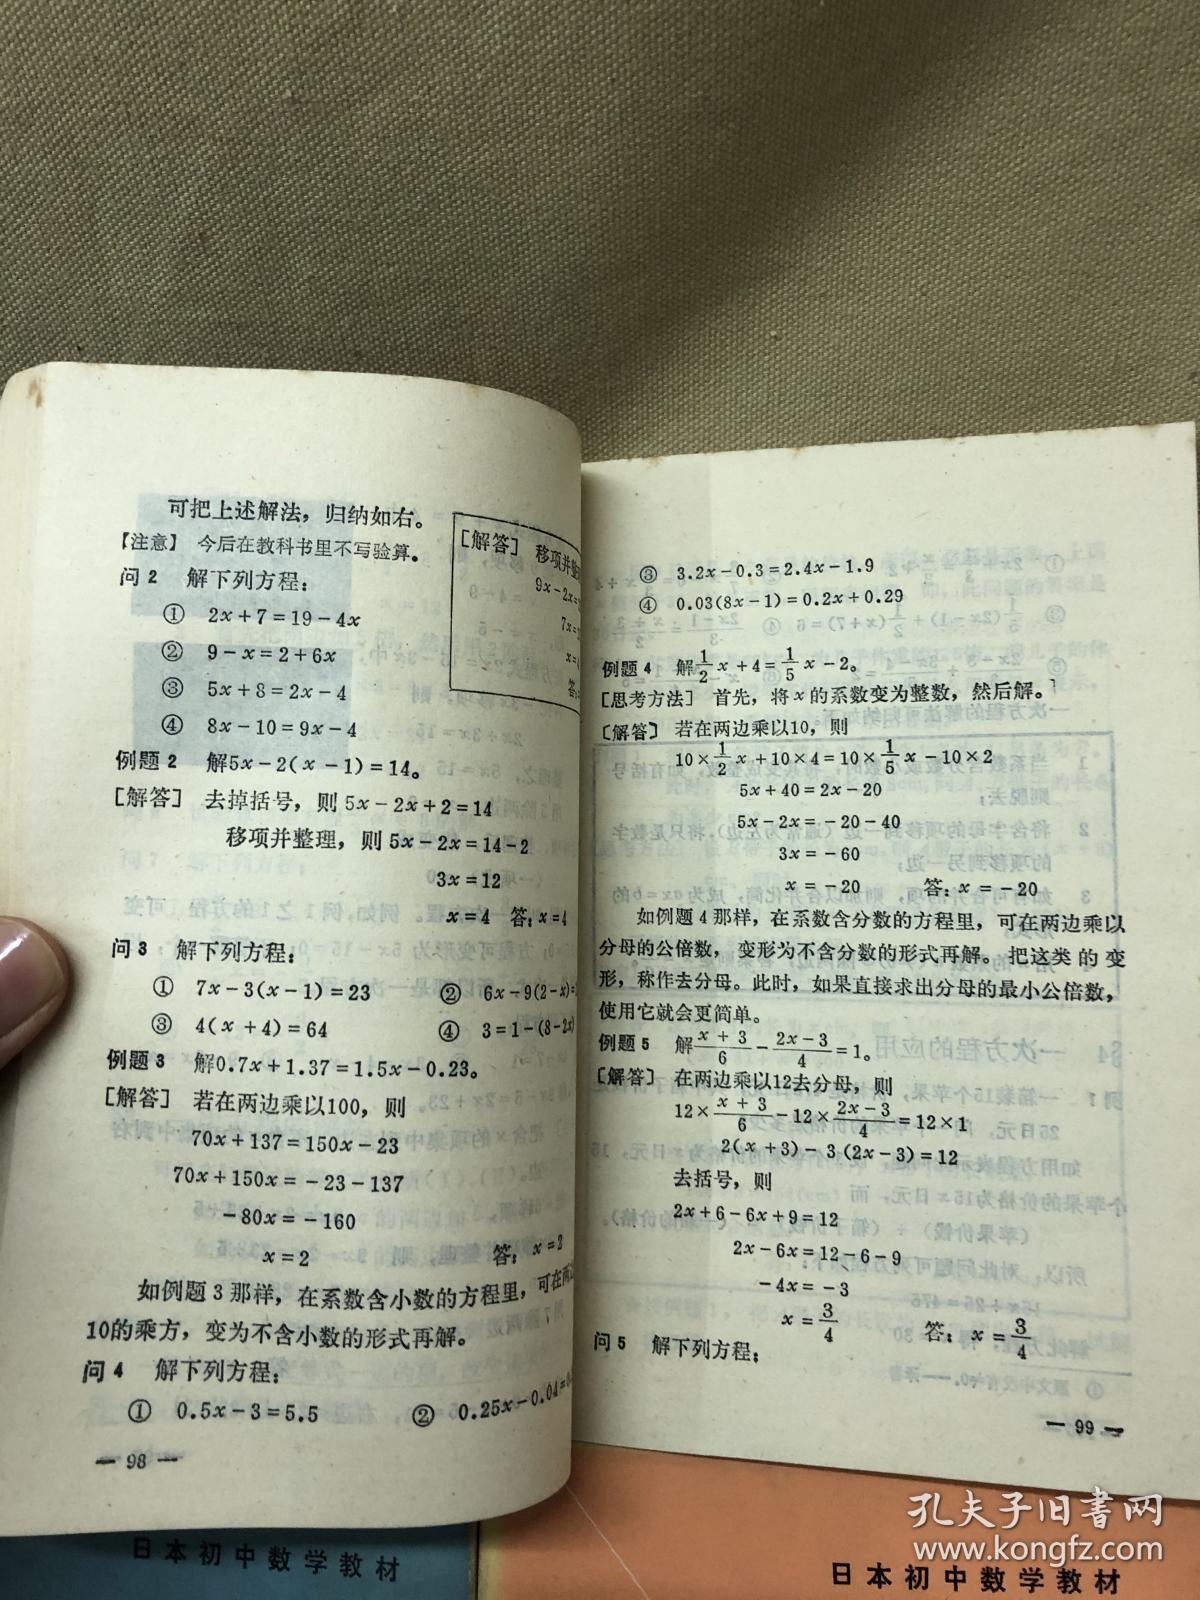 可把上述解法，归纳如右。
【注意】 今后在教科书里不写验算。
[解答] 移项并整
9x-2x=
7x=
x=
答:
问2 解下列方程:
① 2x+7=19-4x
② 9-x=2+6x
③ 5x+8=2x-4
④ 8x-10=9x-4
例题2 解5x-2(x-1)=14。
[解答] 去掉括号，则5x-2x+2=14
移项并整理，则5x-2x=14-2
3x=12
x=4 答:x=4
问3 解下列方程:
① 7x-3(x-1)=23 ② 6x-9(2-x)=
③ 4(x+4)=64 ④ 3=1-(8-2x)
例题3 解0.7x+1.37=1.5x-0.23。
[解答] 若在两边乘以100，则
70x+137=150x-23
70x+150x=-23-137
-80x=-160
x=2 答:x=2
如例题3那样，在系数含小数的方程里，可在两
10的乘方，变为不含小数的形式再解。
问4 解下列方程:
① 0.5x-3=5.5 ② 0.25x-0.04=
— 98 —
③ 3.2x-0.3=2.4x-1.9
④ 0.03(8x-1)=0.2x+0.29
例题4 解1/2 x+4=1/5 x-2。
[思考方法] 首先，将x的系数变为整数，然后解。
[解答] 若在两边乘以10，则
10×1/2 x+10×4=10×1/5 x-10×2
5x+40=2x-20
5x-2x=-20-40
3x=-60
x=-20 答:x=-20
如例题4那样，在系数含分数的方程里，可在两边乘以
分母的公倍数，变形为不含分数的形式再解。把这类的变
形，称作去分母。此时，如果直接求出分母的最小公倍数，
使用它就会更简单。
例题5 解(x+3)/6-(2x-3)/4=1。
[解答] 在两边乘以12去分母，则
12×(x+3)/6-12×(2x-3)/4=12×1
2(x+3)-3(2x-3)=12
去括号，则
2x+6-6x+9=12
2x-6x=12-6-9
-4x=-3
x=3/4 答:x=3/4
问5 解下列方程:
— 99 —
日本初中数学教材
日本初中数学教材
孔夫子旧书网
www.kongfz.com